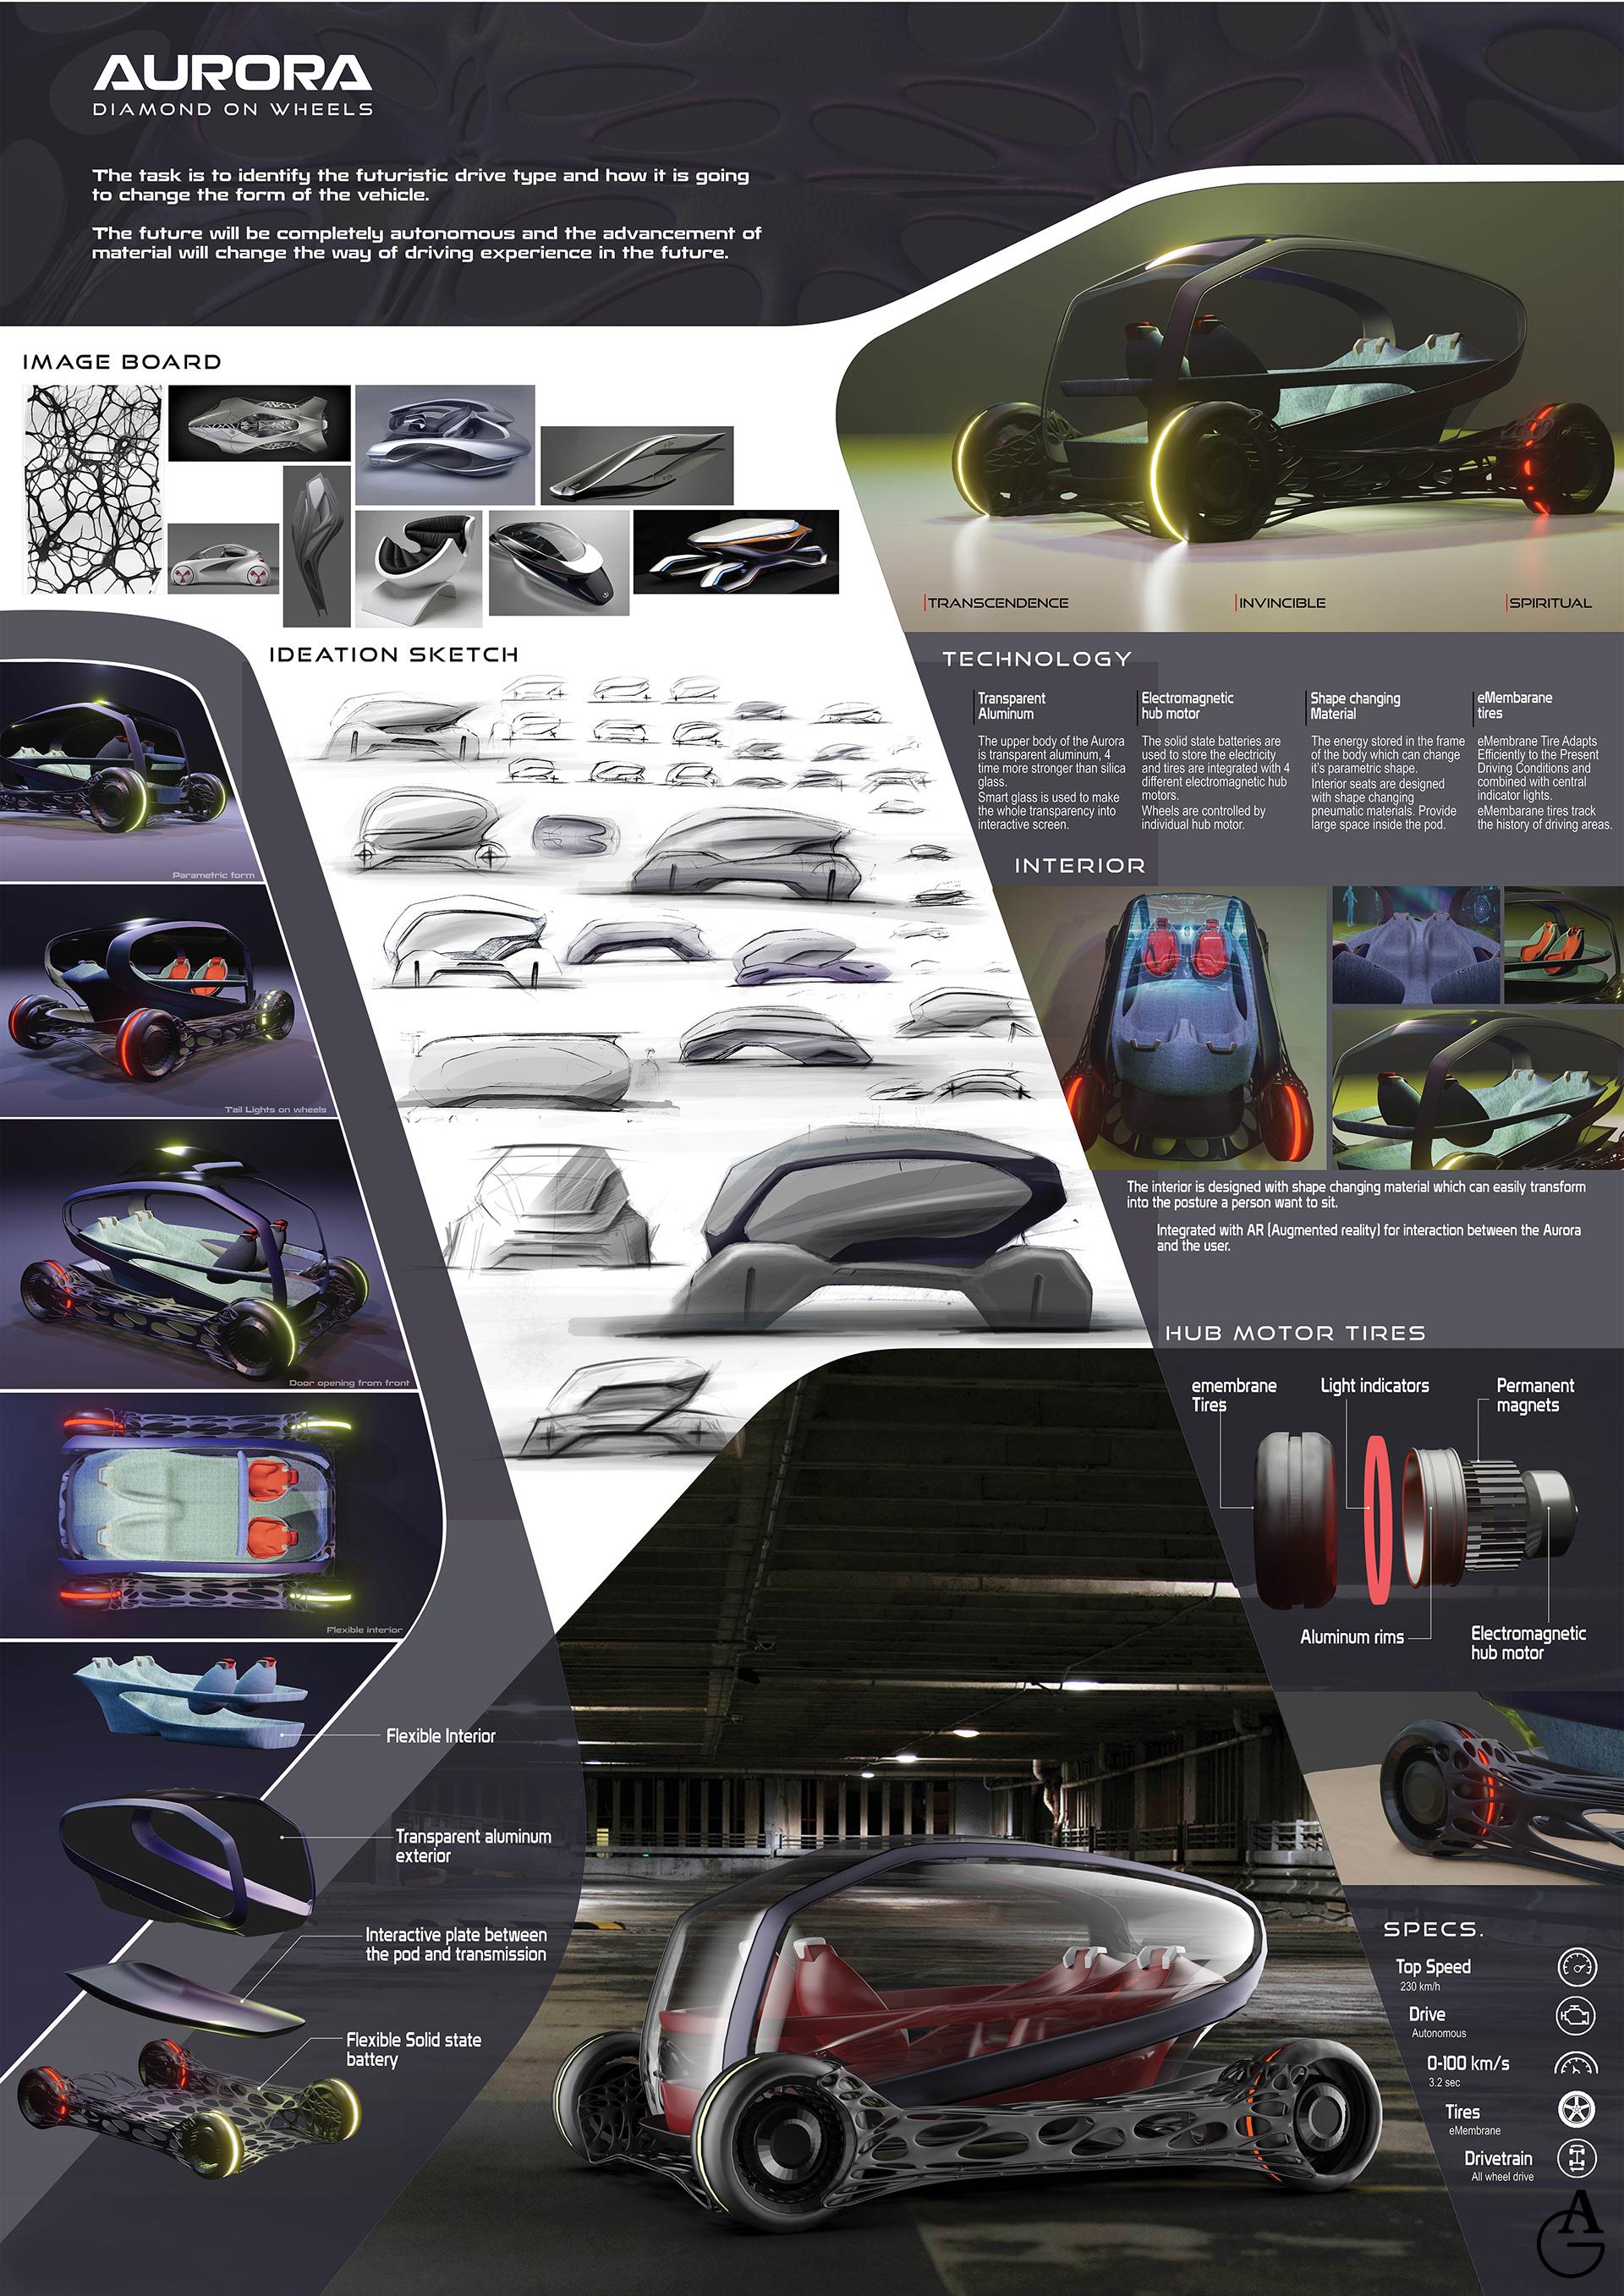 AURORA
DIAMOND ON WHEELS
The task is to identify the futuristic drive type and how it is going
to change the form of the vehicle.
The future will be completely autonomous and the advancement of
material will change the way of driving experience in the future.
IMAGE BOARD
TRANSCENDENCE
INVINCIBLE
SPIRITUAL
IDEATION SKETCH
TECHNOLOGY
Transparent
Aluminum
The upper body of the Aurora
is transparent aluminum, 4
time more stronger than silica
glass.
Smart glass is used to make
the whole transparency into
interactive screen.
Electromagnetic
hub motor
The solid state batteries are
used to store the electricity
and tires are integrated with 4
different electromagnetic hub
motors.
Wheels are controlled by
individual hub motor.
Shape changing
Material
The energy stored in the frame
of the body which can change
it's parametric shape.
Interior seats are designed
with shape changing
pneumatic materials. Provide
large space inside the pod.
eMembarane
tires
eMembrane Tire Adapts
Efficiently to the Present
Driving Conditions and
combined with central
indicator lights.
eMembarane tires track
the history of driving areas.
Parametric form
Tail Lights on wheels
Door opening from front
Flexible interior
INTERIOR
The interior is designed with shape changing material which can easily transform
into the posture a person want to sit.
Integrated with AR (Augmented reality) for interaction between the Aurora
and the user.
HUB MOTOR TIRES
emembrane
Tires
Light indicators
Permanent
magnets
Aluminum rims
Electromagnetic
hub motor
Flexible Interior
Transparent aluminum
exterior
Interactive plate between
the pod and transmission
Flexible Solid state
battery
SPECS.
Top Speed
230 km/h
Drive
Autonomous
0-100 km/s
3.2 sec
Tires
eMembrane
Drivetrain
All wheel drive
AG